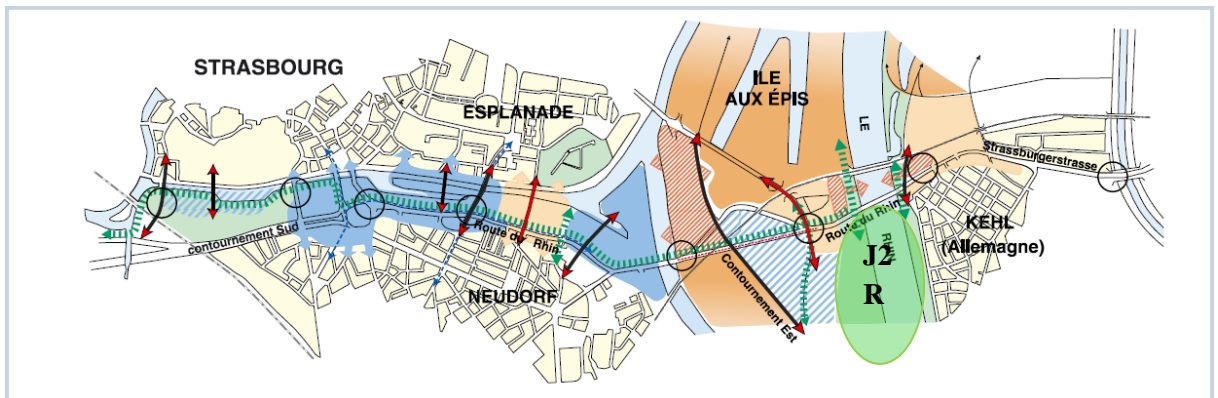 STRASBOURG
ESPLANADE
ILE
AUX ÉPIS
LE
Strassburgerstrasse
contournement Sud
Route du Rhin
NEUDORF
Contournement Est
Route du Rhin
RHIN
J2
R
KEHL
(Allemagne)